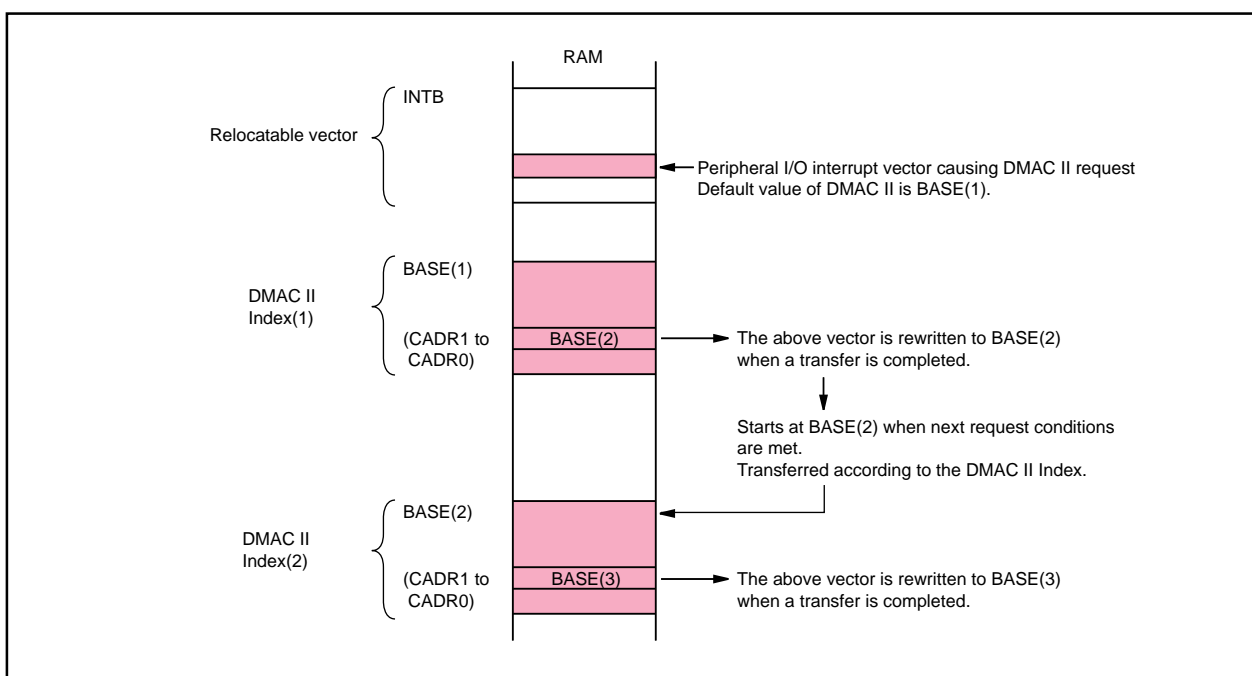 RAM
INTB
Relocatable vector
Peripheral I/O interrupt vector causing DMAC II request
Default value of DMAC II is BASE(1).
BASE(1)
DMAC II
Index(1)
(CADR1 to
CADR0)
BASE(2)
The above vector is rewritten to BASE(2)
when a transfer is completed.
Starts at BASE(2) when next request conditions
are met.
Transferred according to the DMAC II Index.
BASE(2)
DMAC II
Index(2)
(CADR1 to
CADR0)
BASE(3)
The above vector is rewritten to BASE(3)
when a transfer is completed.